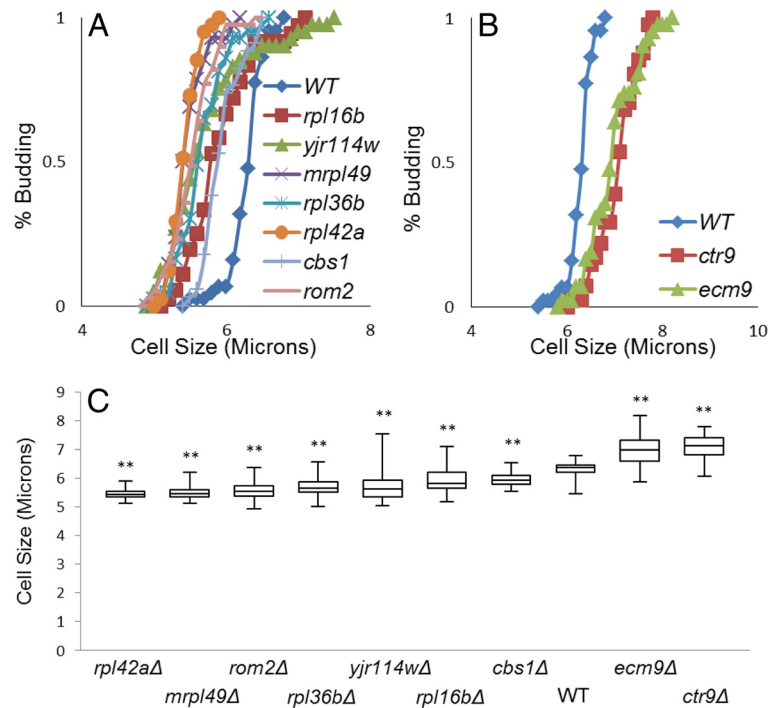 A
% Budding
1
0.5
0
4
6
8
Cell Size (Microns)
WT
rpl16b
yjr114w
mrpl49
rpl36b
rpl42a
cbs1
rom2
B
% Budding
1
0.5
0
4
6
8
10
Cell Size (Microns)
WT
ctr9
ecm9
C
Cell Size (Microns)
9
8
7
6
5
4
3
2
1
0
** ** ** ** ** ** ** ** **
rpl42aΔ rom2Δ yjr114wΔ cbs1Δ ecm9Δ
mrpl49Δ rpl36bΔ rpl16bΔ WT ctr9Δ